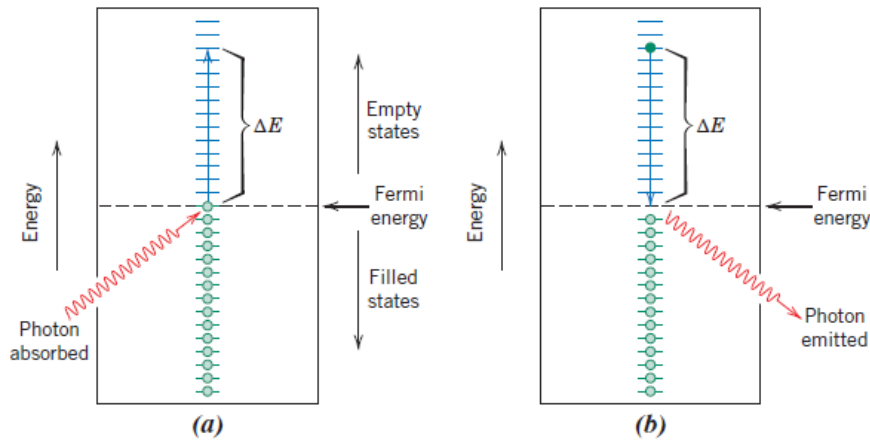 Energy
Photon
absorbed
ΔE
Empty
states
Fermi
energy
Filled
states
(a)
Energy
ΔE
Fermi
energy
Photon
emitted
(b)